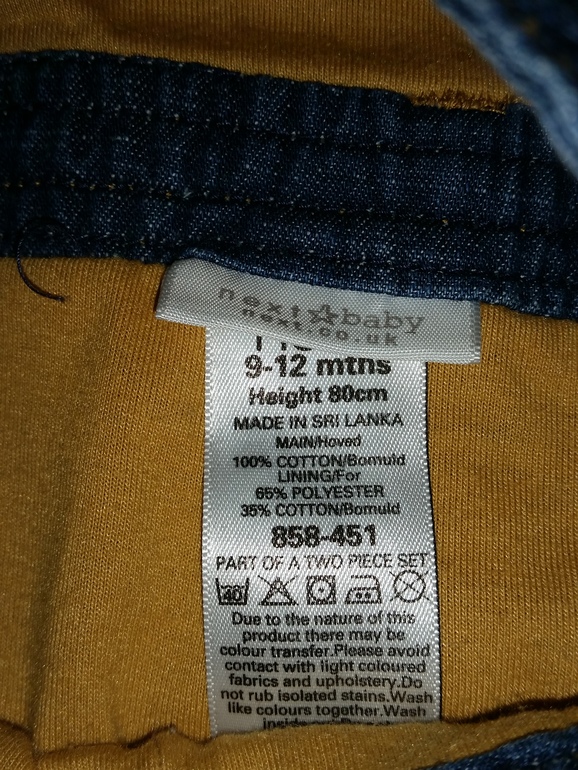 next☆baby
next.co.uk
9-12 mths
Height 80cm
MADE IN SRI LANKA
MAIN/Hoved
100% COTTON/Bomuld
LINING/For
65% POLYESTER
35% COTTON/Bomuld
858-451
PART OF A TWO PIECE SET
40
Due to the nature of this
product there may be
colour transfer.Please avoid
contact with light coloured
fabrics and upholstery.Do
not rub isolated stains.Wash
like colours together.Wash
inside